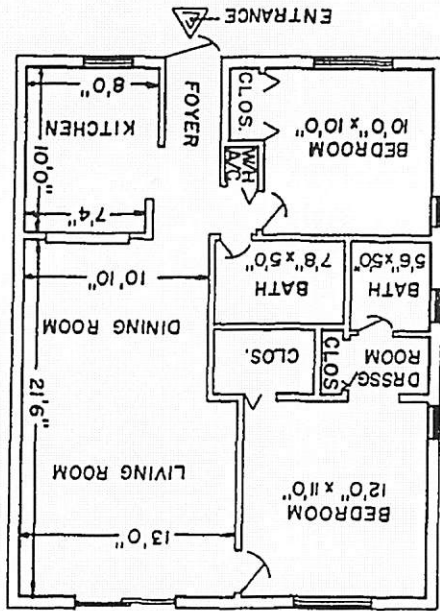 13'0"
BEDROOM
12'0" x 11'0"
LIVING ROOM
21'6"
DRSSG
ROOM
CLOS
CLOS.
DINING ROOM
BATH
5'6" x 5'0"
BATH
7'8" x 5'0"
10'10"
7'4"
BEDROOM
10'0" x 10'0"
W/H
A/C
CLOS.
FOYER
KITCHEN
10'0"
8'0"
ENTRANCE